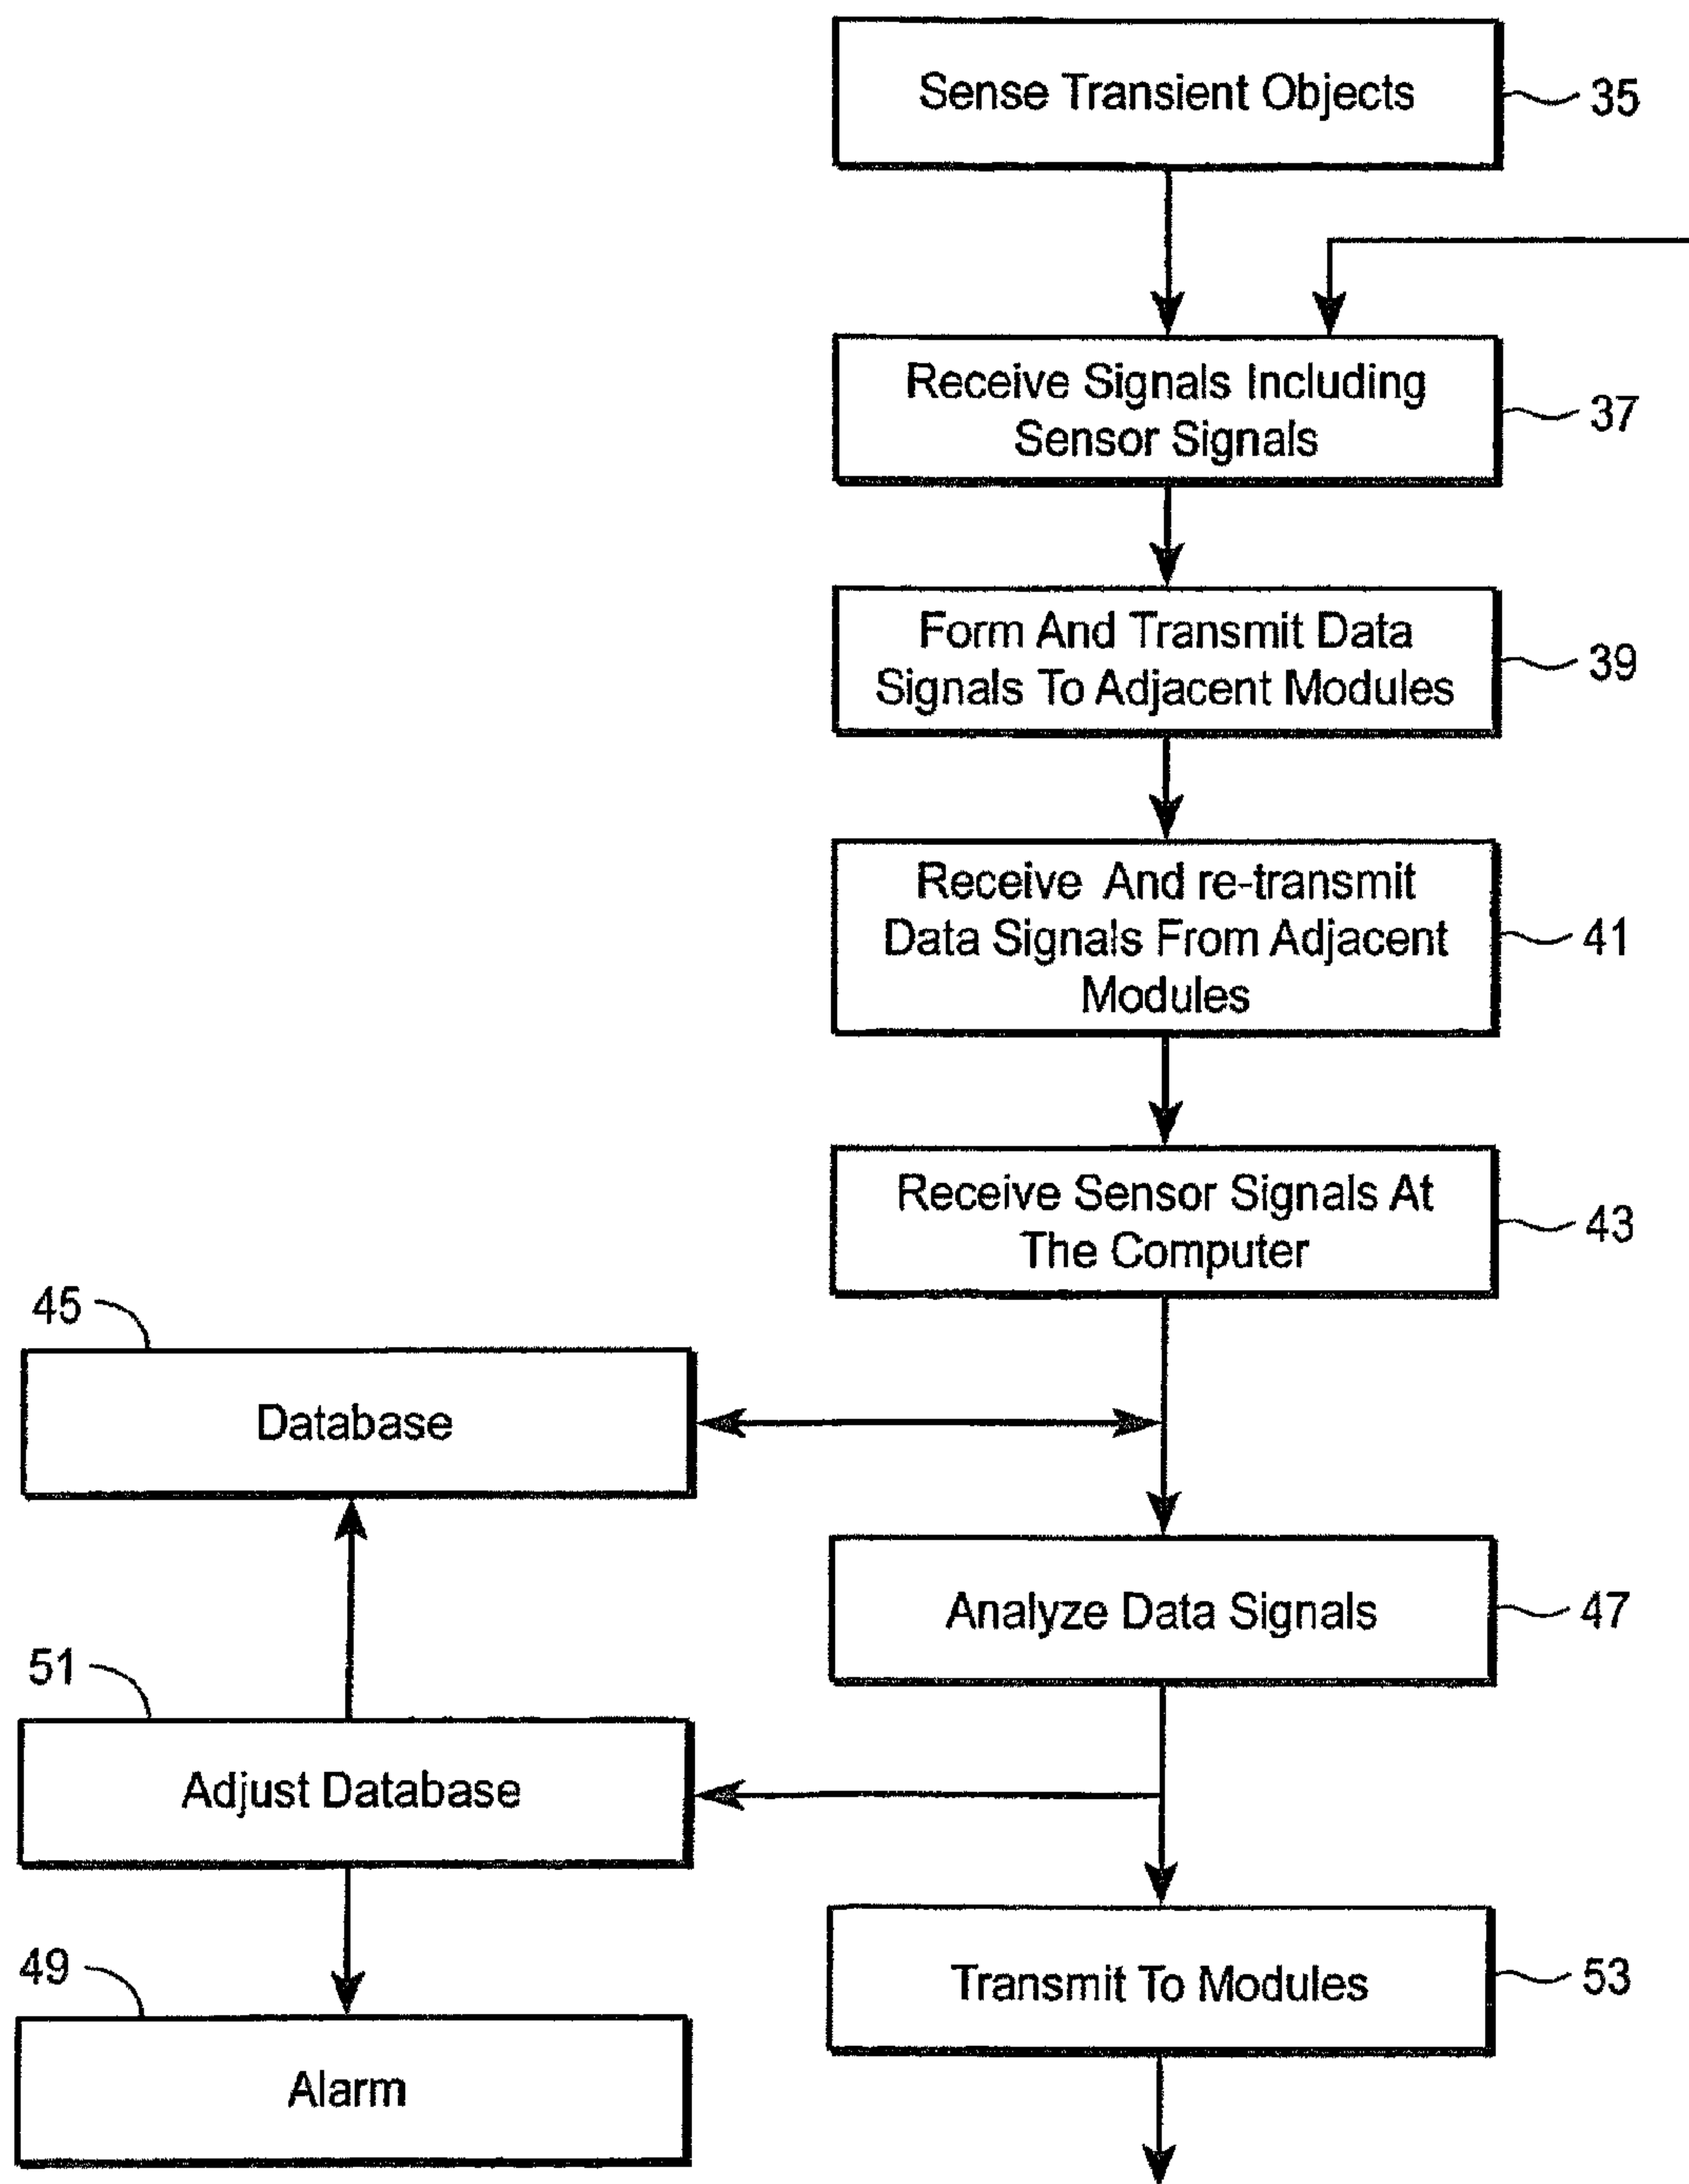 Sense Transient Objects
35
Receive Signals Including
Sensor Signals
37
Form And Transmit Data
Signals To Adjacent Modules
39
Receive And re-transmit
Data Signals From Adjacent
Modules
41
Receive Sensor Signals At
The Computer
43
45
Database
Analyze Data Signals
47
51
Adjust Database
49
Alarm
Transmit To Modules
53